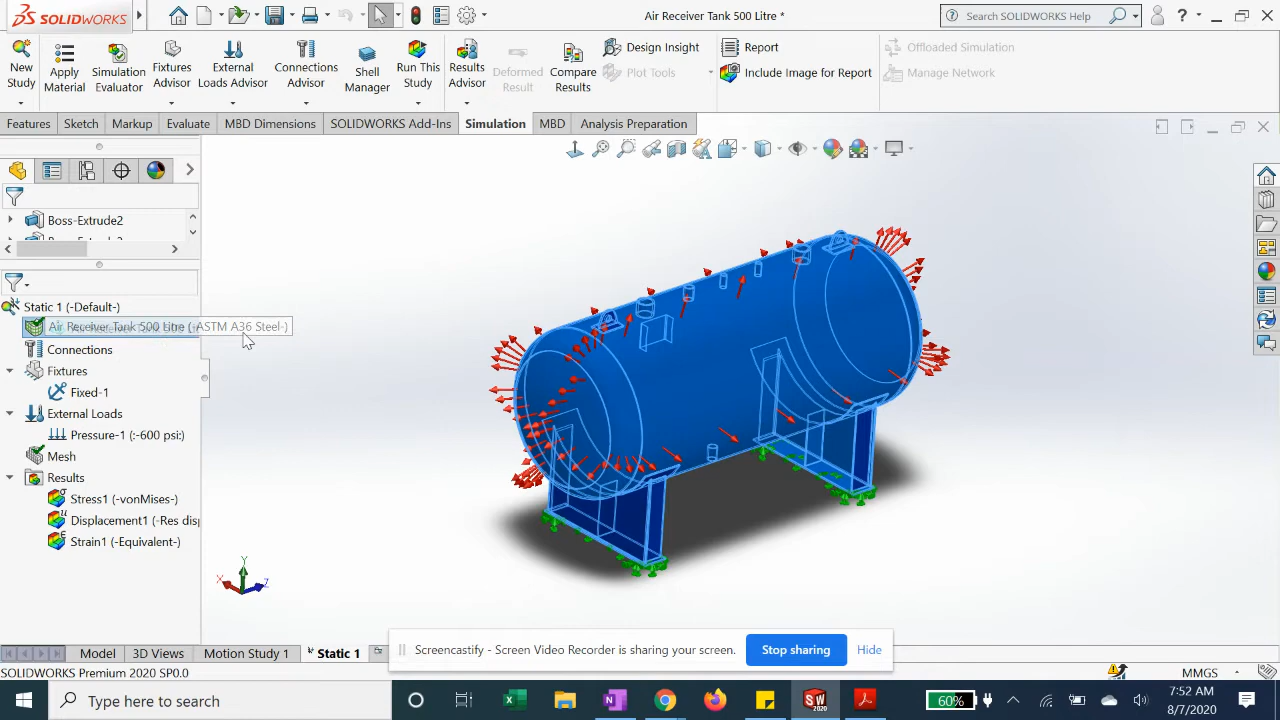 SOLIDWORKS
Air Receiver Tank 500 Litre *
Search SOLIDWORKS Help
New Study
Apply Material
Simulation Evaluator
Fixtures Advisor
External Loads Advisor
Connections Advisor
Shell Manager
Run This Study
Results Advisor
Deformed Result
Compare Results
Design Insight
Plot Tools
Report
Include Image for Report
Offloaded Simulation
Manage Network
Features Sketch Markup Evaluate MBD Dimensions SOLIDWORKS Add-Ins Simulation MBD Analysis Preparation
Boss-Extrude2
Static 1 (-Default-)
Air Receiver Tank 500 Litre (-ASTM A36 Steel-)
Connections
Fixtures
Fixed-1
External Loads
Pressure-1 (:-600 psi:)
Mesh
Results
Stress1 (-vonMises-)
Displacement1 (-Res disp
Strain1 (-Equivalent-)
Y
X
Z
Model 3D Views Motion Study 1 Static 1
Screencastify - Screen Video Recorder is sharing your screen. Stop sharing Hide
SOLIDWORKS Premium 2020 SP0.0
MMGS
Type here to search
60%
7:52 AM
8/7/2020